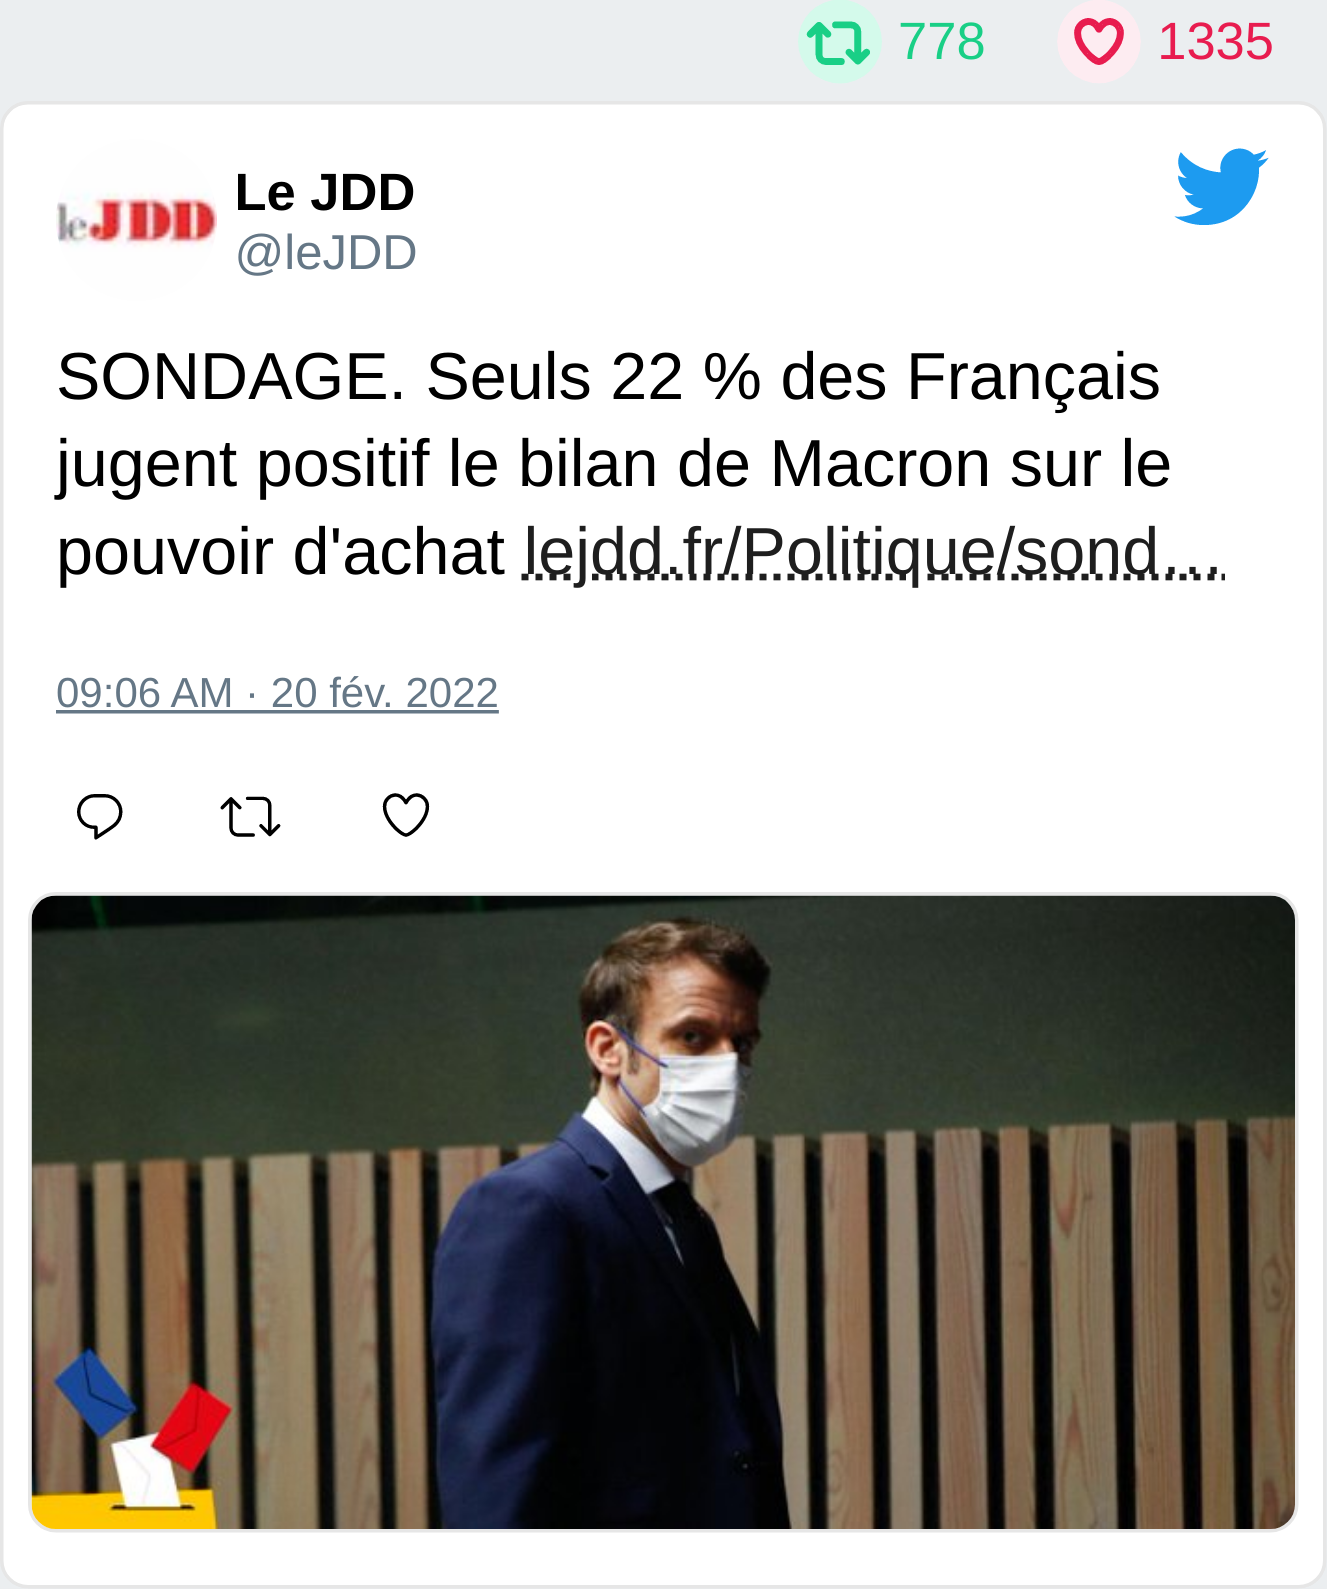 778 1335
leJDD
Le JDD
@leJDD
SONDAGE. Seuls 22 % des Français
jugent positif le bilan de Macron sur le
pouvoir d'achat lejdd.fr/Politique/sond…
09:06 AM · 20 fév. 2022